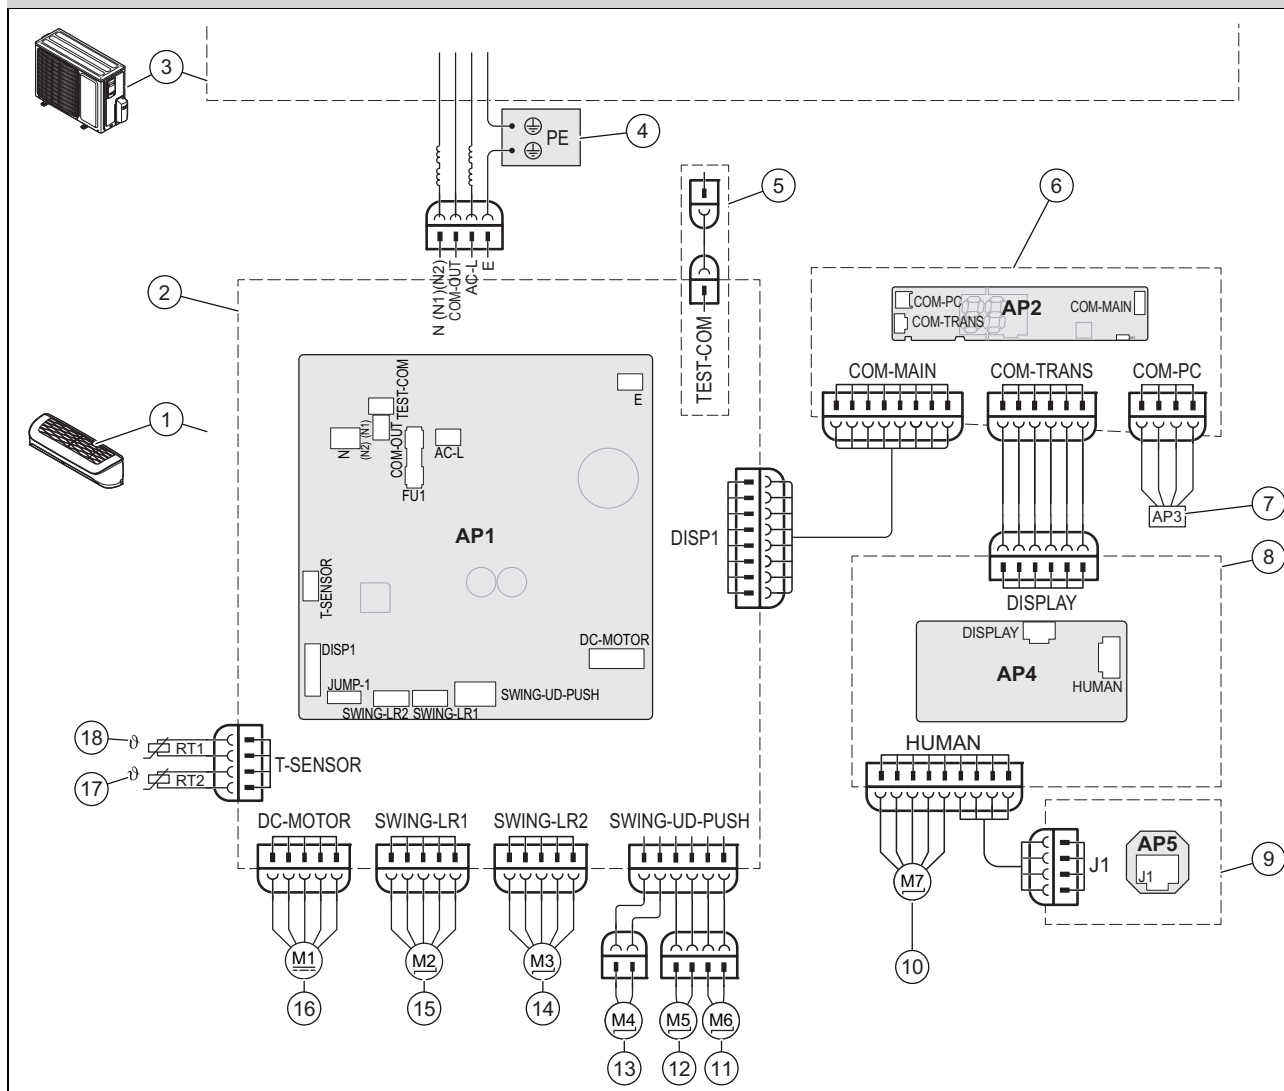 3
PE
4
5
6
2
N (N1)(N2)
COM-OUT
AC-L
E
TEST-COM
COM-PC
AP2
COM-MAIN
COM-TRANS
COM-MAIN
COM-TRANS
COM-PC
1
TEST-COM
E
N
(N2) (N1)
COM-OUT
AC-L
FU1
AP1
DISP1
AP3
7
8
T-SENSOR
DISPLAY
DISPLAY
AP4
HUMAN
DC-MOTOR
DISP1
JUMP-1
SWING-UD-PUSH
SWING-LR2
SWING-LR1
18
ϑ
RT1
T-SENSOR
17
ϑ
RT2
HUMAN
DC-MOTOR
SWING-LR1
SWING-LR2
SWING-UD-PUSH
J1
AP5
J1
9
M7
10
M1
M2
M3
16
15
14
M4
M5
M6
13
12
11